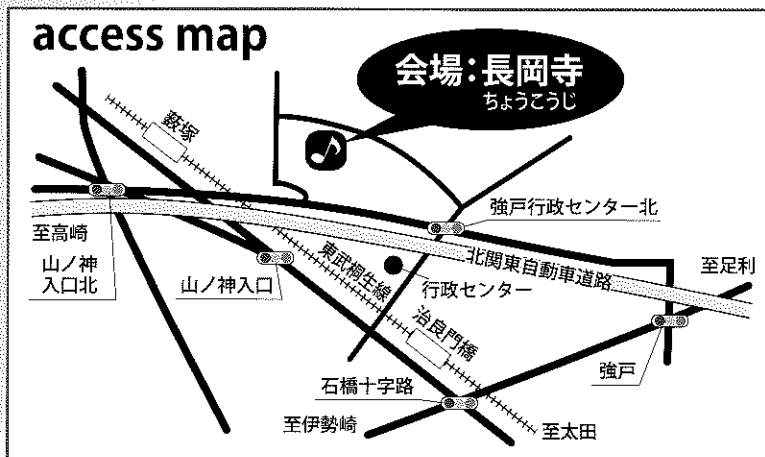 access map
会場:長岡寺
ちょうこうじ
藪塚
強戸行政センター北
至高崎
山ノ神
入口北
山ノ神入口
東武桐生線
北関東自動車道路
至足利
行政センター
治良門橋
強戸
石橋十字路
至伊勢崎
至太田